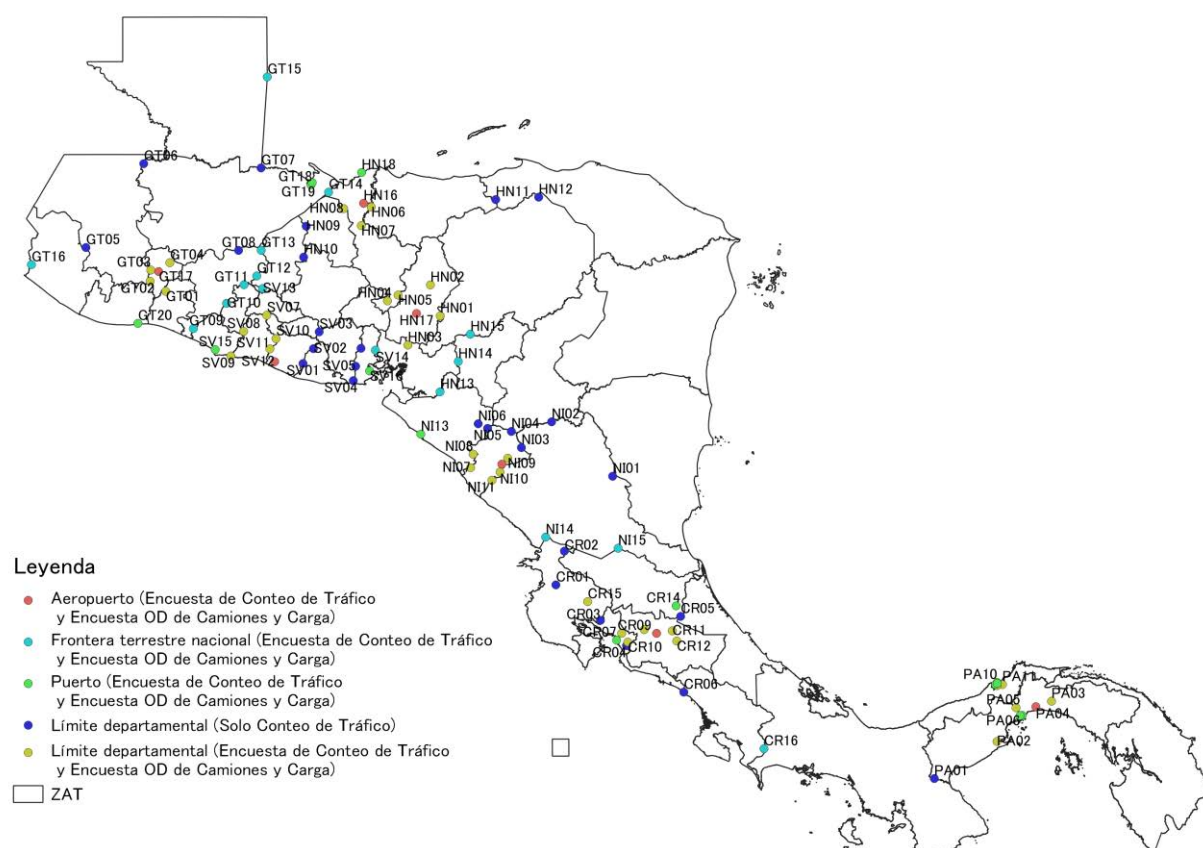 GT15
GT06
GT07
HN18
GT18
GT14
GT19
HN16
HN11
HN12
HN08
HN06
HN07
HN09
GT05
GT04
GT08
GT13
HN10
GT16
GT03
GT17
GT12
GT11
GT02
GT01
SV13
HN02
HN04
HN05
GT10
SV07
GT20
HN17
HN01
GT09
SV08
SV03
HN15
SV10
HN03
SV15
SV11
SV02
SV14
HN14
SV09
SV12
SV01
SV05
SV16
SV04
HN13
NI13
NI06
NI04
NI02
NI05
NI03
NI08
NI09
NI07
NI10
NI11
NI01
NI14
CR02
NI15
CR01
CR15
CR14
CR05
CR03
CR09
CR07
CR11
CR10
CR12
CR04
CR06
CR16
PA10
PA11
PA03
PA05
PA04
PA06
PA02
PA01
Leyenda
Aeropuerto (Encuesta de Conteo de Tráfico
y Encuesta OD de Camiones y Carga)
Frontera terrestre nacional (Encuesta de Conteo de Tráfico
y Encuesta OD de Camiones y Carga)
Puerto (Encuesta de Conteo de Tráfico
y Encuesta OD de Camiones y Carga)
Límite departamental (Solo Conteo de Tráfico)
Límite departamental (Encuesta de Conteo de Tráfico
y Encuesta OD de Camiones y Carga)
ZAT